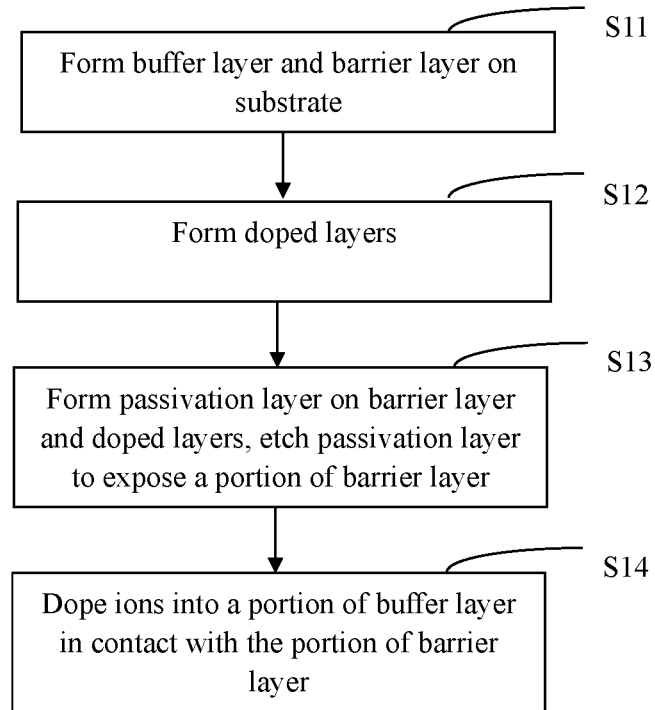 S11
Form buffer layer and barrier layer on
substrate
S12
Form doped layers
S13
Form passivation layer on barrier layer
and doped layers, etch passivation layer
to expose a portion of barrier layer
S14
Dope ions into a portion of buffer layer
in contact with the portion of barrier
layer